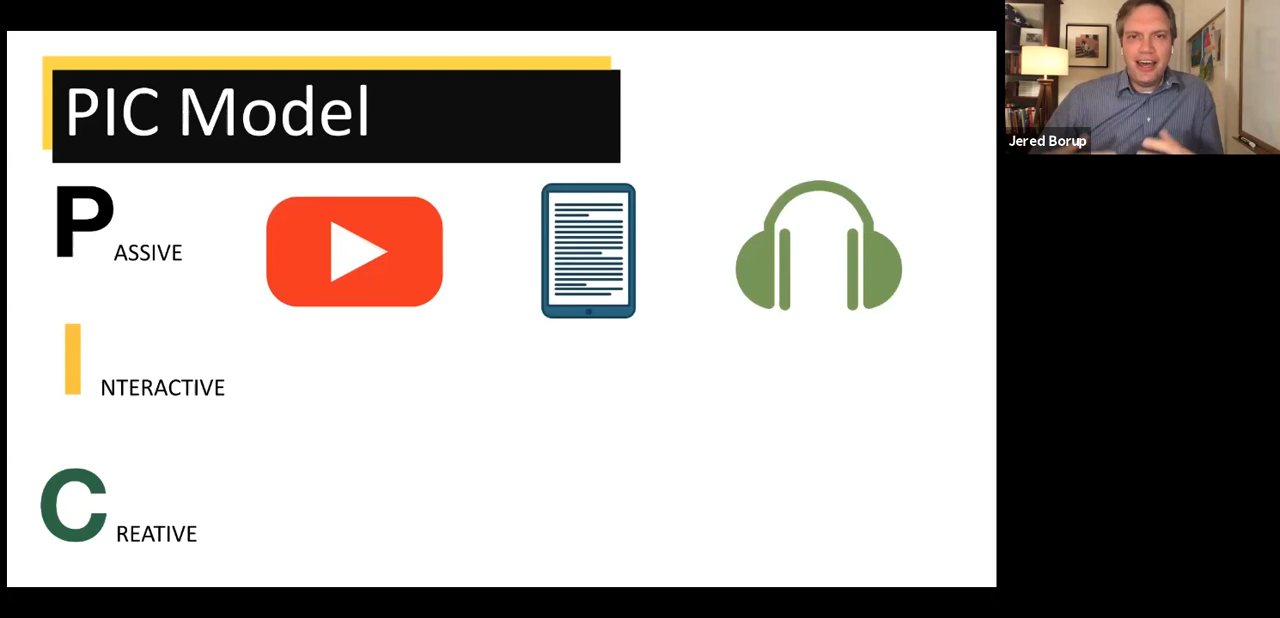 PIC Model
PASSIVE
INTERACTIVE
CREATIVE
Jered Borup